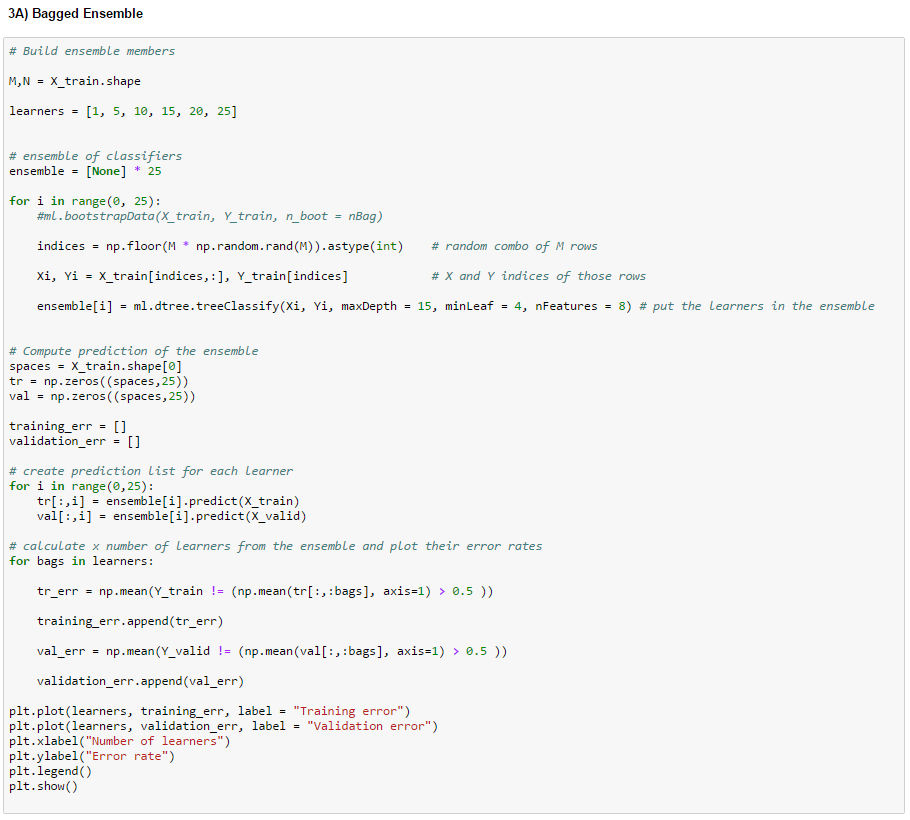 3A) Bagged Ensemble
# Build ensemble members
M,N = X_train.shape
learners = [1, 5, 10, 15, 20, 25]
# ensemble of classifiers
ensemble = [None] * 25
for i in range(0, 25):
    #ml.bootstrapData(X_train, Y_train, n_boot = nBag)
    indices = np.floor(M * np.random.rand(M)).astype(int)    # random combo of M rows
    Xi, Yi = X_train[indices,:], Y_train[indices]            # X and Y indices of those rows
    ensemble[i] = ml.dtree.treeClassify(Xi, Yi, maxDepth = 15, minLeaf = 4, nFeatures = 8) # put the learners in the ensemble
# Compute prediction of the ensemble
spaces = X_train.shape[0]
tr = np.zeros((spaces,25))
val = np.zeros((spaces,25))
training_err = []
validation_err = []
# create prediction list for each learner
for i in range(0,25):
    tr[:,i] = ensemble[i].predict(X_train)
    val[:,i] = ensemble[i].predict(X_valid)
# calculate x number of learners from the ensemble and plot their error rates
for bags in learners:
    tr_err = np.mean(Y_train != (np.mean(tr[:,:bags], axis=1) > 0.5 ))
    training_err.append(tr_err)
    val_err = np.mean(Y_valid != (np.mean(val[:,:bags], axis=1) > 0.5 ))
    validation_err.append(val_err)
plt.plot(learners, training_err, label = "Training error")
plt.plot(learners, validation_err, label = "Validation error")
plt.xlabel("Number of learners")
plt.ylabel("Error rate")
plt.legend()
plt.show()